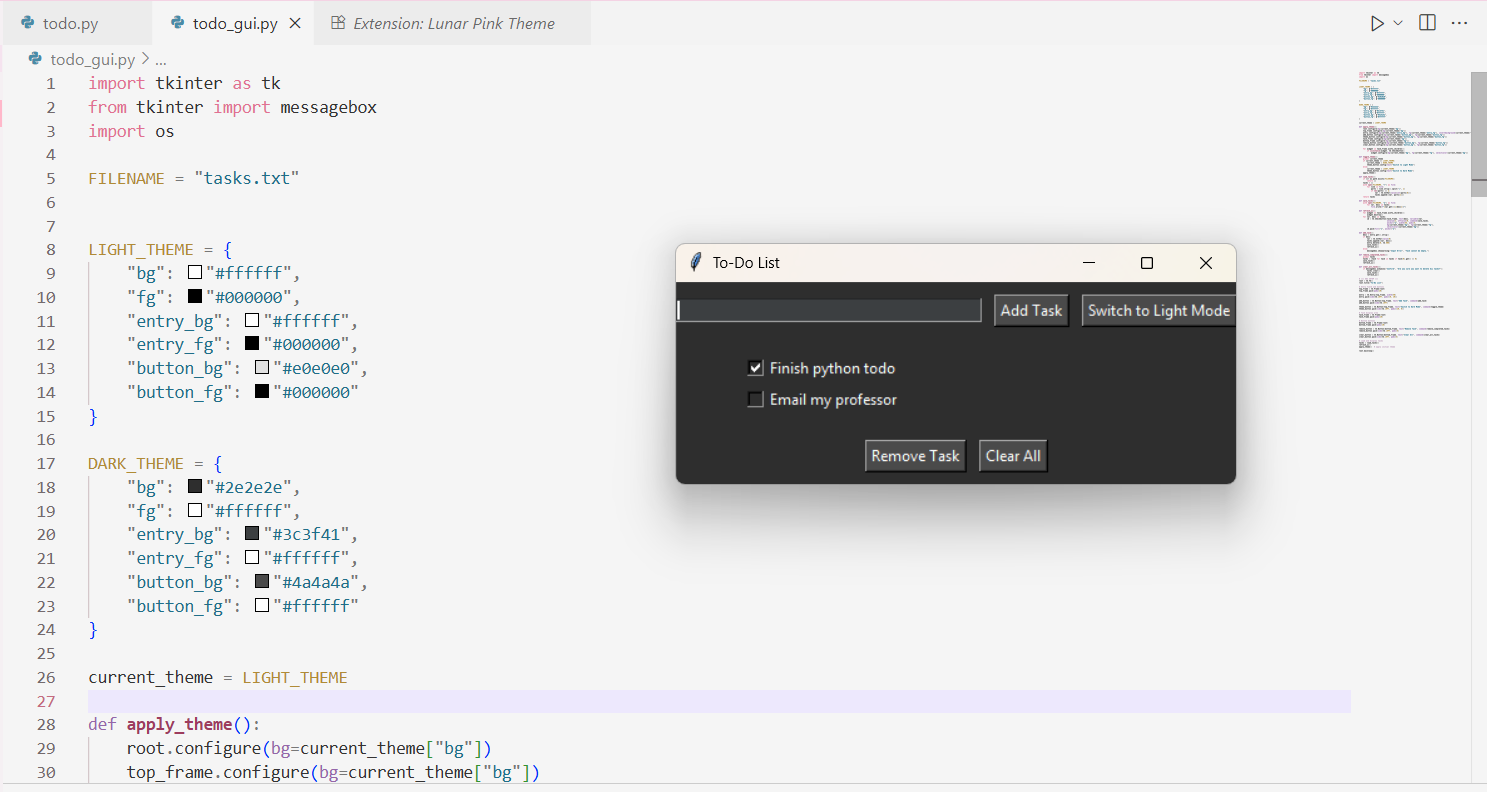 todo.py
todo_gui.py
Extension: Lunar Pink Theme
todo_gui.py > ...
1 import tkinter as tk
2 from tkinter import messagebox
3 import os
4
5 FILENAME = "tasks.txt"
6
7
8 LIGHT_THEME = {
9     "bg": "#ffffff",
10     "fg": "#000000",
11     "entry_bg": "#ffffff",
12     "entry_fg": "#000000",
13     "button_bg": "#e0e0e0",
14     "button_fg": "#000000"
15 }
16
17 DARK_THEME = {
18     "bg": "#2e2e2e",
19     "fg": "#ffffff",
20     "entry_bg": "#3c3f41",
21     "entry_fg": "#ffffff",
22     "button_bg": "#4a4a4a",
23     "button_fg": "#ffffff"
24 }
25
26 current_theme = LIGHT_THEME
27
28 def apply_theme():
29     root.configure(bg=current_theme["bg"])
30     top_frame.configure(bg=current_theme["bg"])
To-Do List
Add Task
Switch to Light Mode
Finish python todo
Email my professor
Remove Task
Clear All